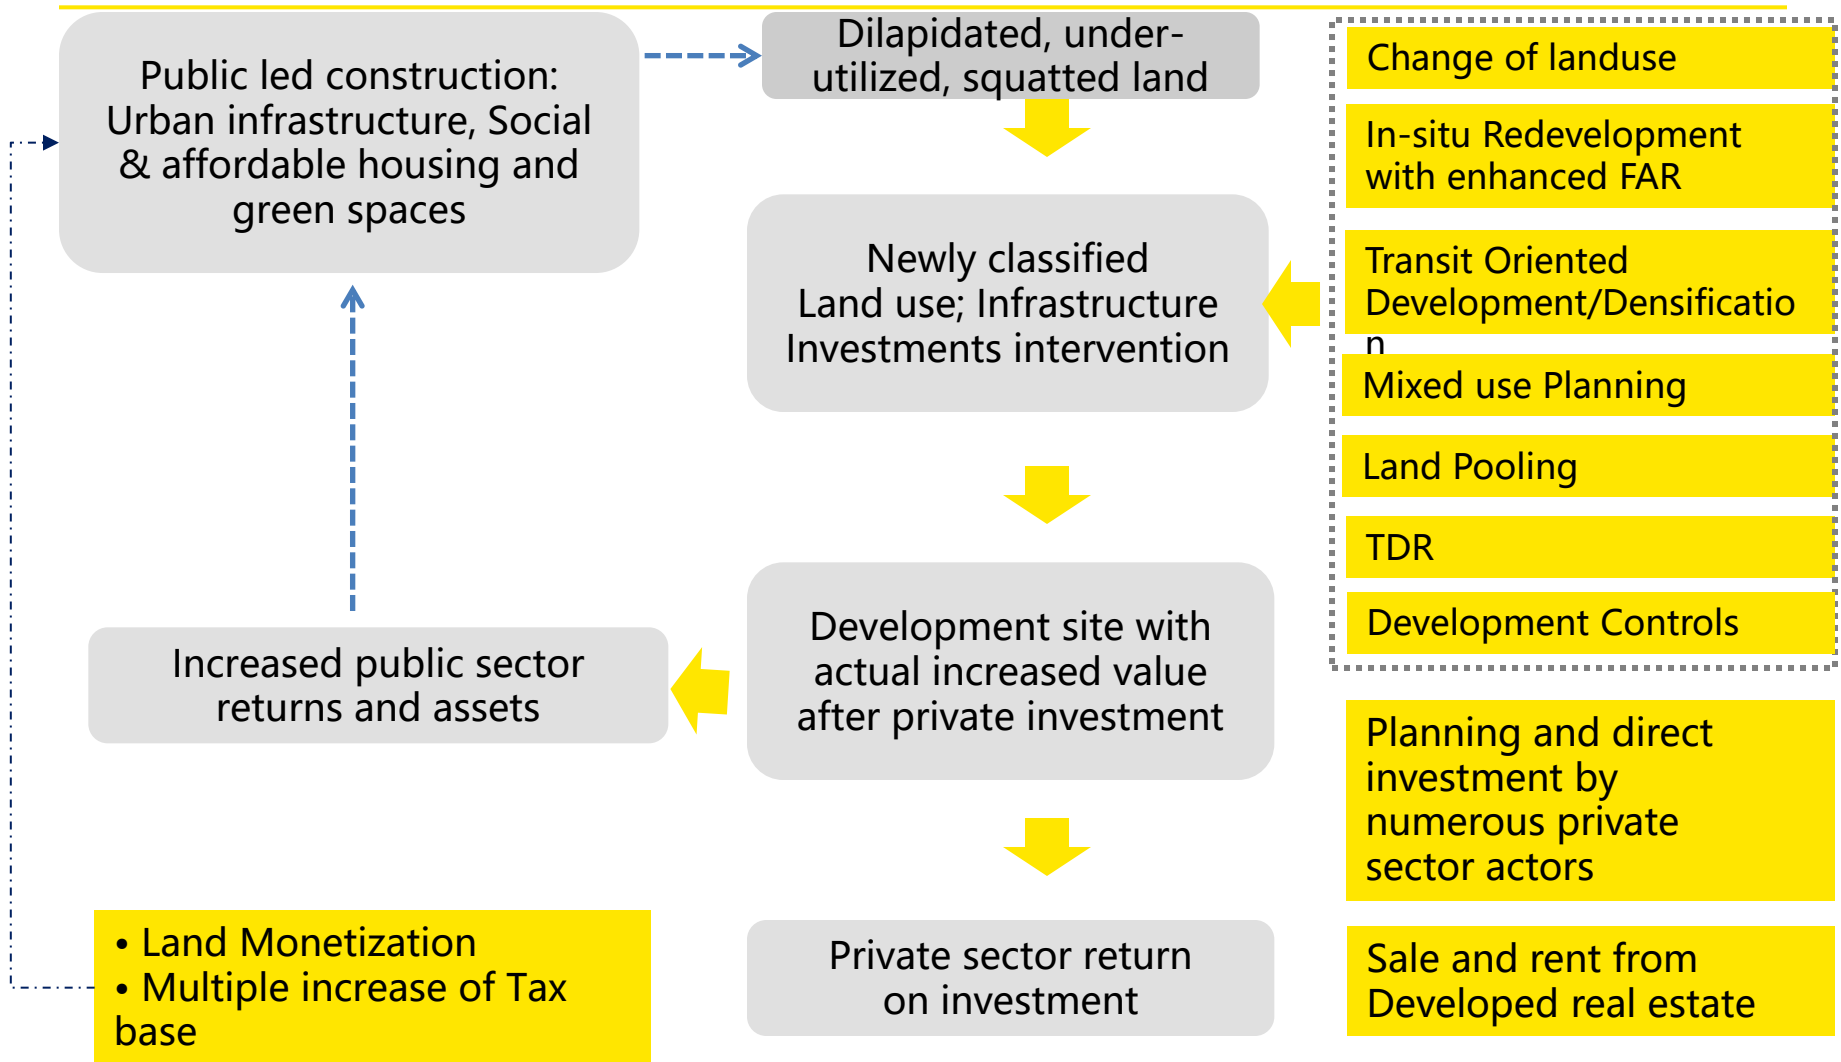 Public led construction:
Urban infrastructure, Social
& affordable housing and
green spaces
Dilapidated, under-
utilized, squatted land
Newly classified
Land use; Infrastructure
Investments intervention
Development site with
actual increased value
after private investment
Increased public sector
returns and assets
• Land Monetization
• Multiple increase of Tax
base
Private sector return
on investment
Change of landuse
In-situ Redevelopment
with enhanced FAR
Transit Oriented
Development/Densificatio
n
Mixed use Planning
Land Pooling
TDR
Development Controls
Planning and direct
investment by
numerous private
sector actors
Sale and rent from
Developed real estate